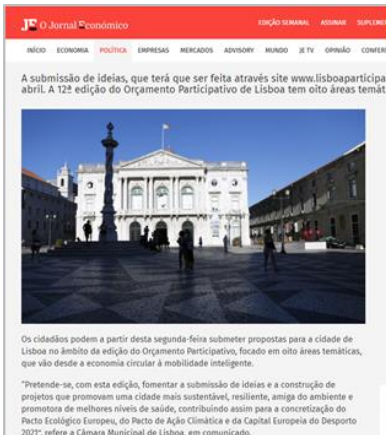 JE O Jornal Económico
EDIÇÃO SEMANAL ASSINAR SUPLEME
INÍCIO ECONOMIA POLÍTICA EMPRESAS MERCADOS ADVISORY MUNDO JE TV OPINIÃO CONFER
A submissão de ideias, que terá que ser feita através site www.lisboaparticipa
abril. A 12ª edição do Orçamento Participativo de Lisboa tem oito áreas temát
Os cidadãos podem a partir desta segunda-feira submeter propostas para a cidade de
Lisboa no âmbito da edição do Orçamento Participativo, focado em oito áreas temáticas,
que vão desde a economia circular à mobilidade inteligente.
"Pretende-se, com esta edição, fomentar a submissão de ideias e a construção de
projetos que promovam uma cidade mais sustentável, resiliente, amiga do ambiente e
promotora de melhores níveis de saúde, contribuindo assim para a concretização do
Pacto Ecológico Europeu, do Pacto de Ação Climática e da Capital Europeia do Desporto
2021", refere a Câmara Municipal de Lisboa, em comunicado.